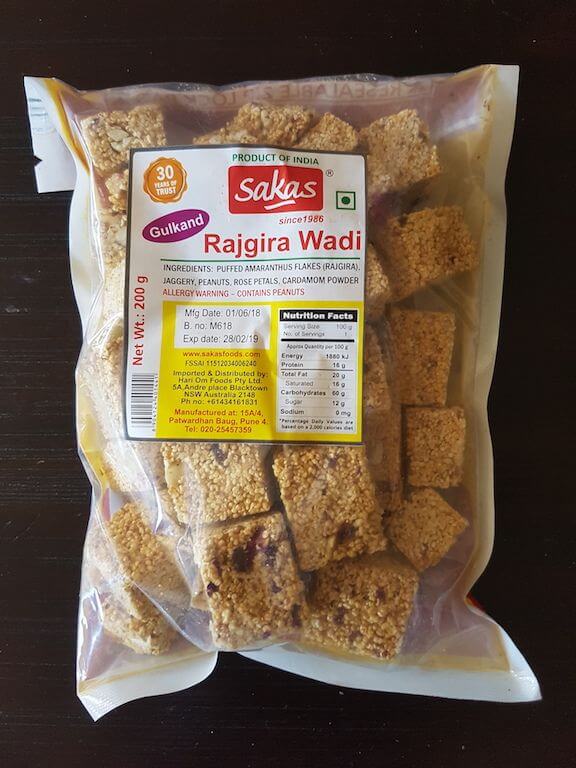 RESEALABLE ZIP LOCK
PRODUCT OF INDIA
30
YEARS OF
TRUST
Sakas®
since1986
Gulkand
Rajgira Wadi
INGREDIENTS: PUFFED AMARANTHUS FLAKES (RAJGIRA),
JAGGERY, PEANUTS, ROSE PETALS, CARDAMOM POWDER
ALLERGY WARNING – CONTAINS PEANUTS
Net Wt.: 200 g
Mfg Date: 01/06/18
B. no: M618
Exp date: 28/02/19
www.sakasfoods.com
FSSAI 11512034006240
Imported & Distributed by:
Hari Om Foods Pty Ltd.
5A,Andre place Blacktown
NSW Australia 2148
Ph no: +61434161831
Manufactured at: 15A/4,
Patwardhan Baug, Pune 4.
Tel: 020-25457359
Nutrition Facts
Serving Size 100 g
No. of Servings 1
Approx Quantity per 100 g
Energy 1880 kJ
Protein 16 g
Total Fat 20 g
Saturated 16 g
Carbohydrates 60 g
Sugar 12 g
Sodium 0 mg
*Percentage Daily Values are
based on a 2,000 calories diet